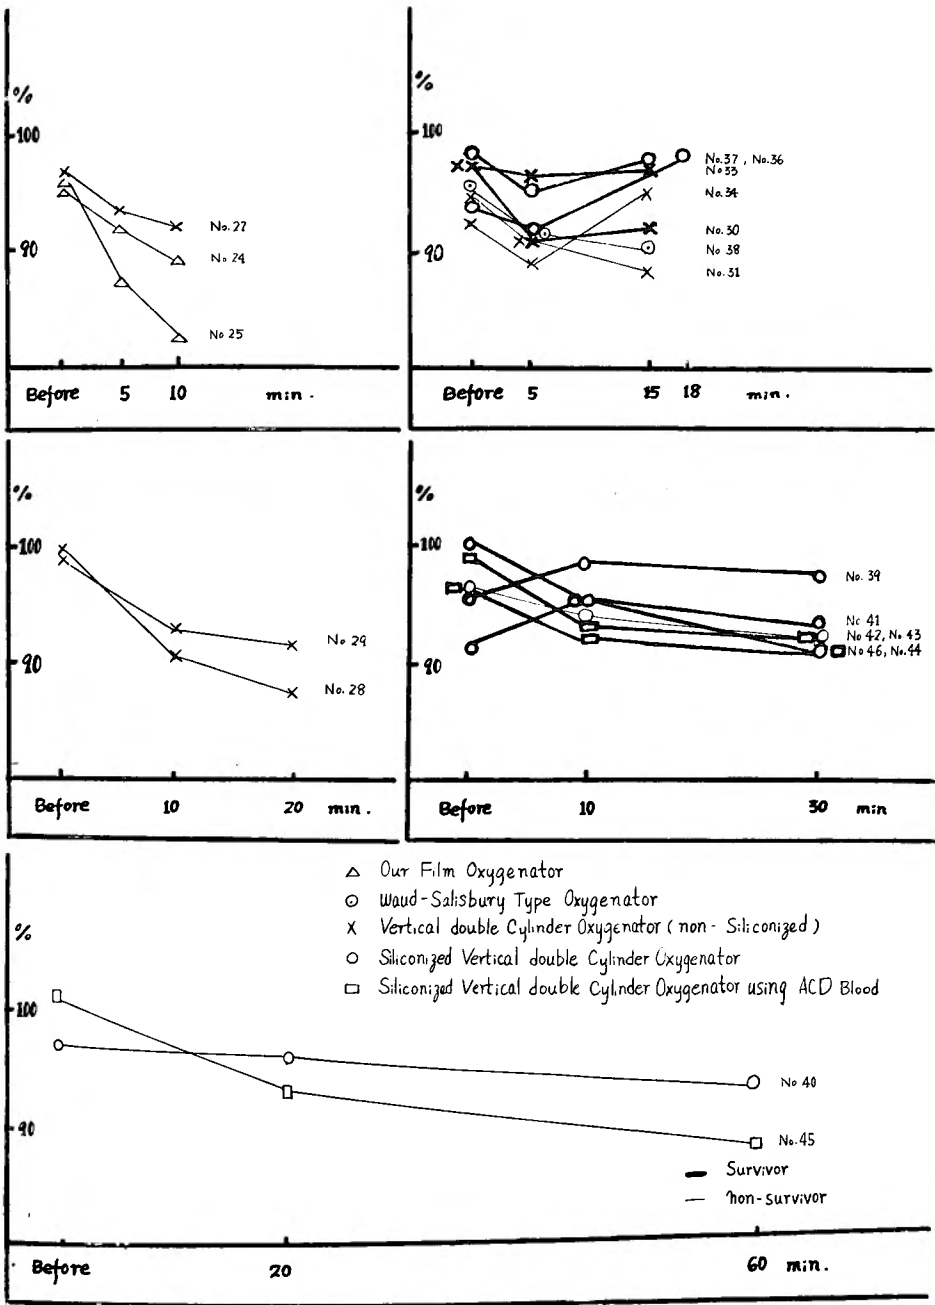 %
100
90
No. 27
No 24
No 25
Before 5 10 min.
%
100
90
No.37 , No.36
No33
No.34
No.30
No.38
No.31
Before 5 15 18 min.
%
100
90
No.29
No.28
Before 10 20 min.
%
100
90
No.39
No 41
No 42, No 43
No 46, No.44
Before 10 30 min
△ Our Film Oxygenator
⊙ Waud-Salisbury Type Oxygenator
X Vertical double Cylinder Oxygenator ( non- Siliconized )
○ Siliconized Vertical double Cylinder Oxygenator
□ Siliconized Vertical double Cylinder Oxygenator using ACD Blood
%
100
90
No 40
No.45
Survivor
non-survivor
Before 20 60 min.